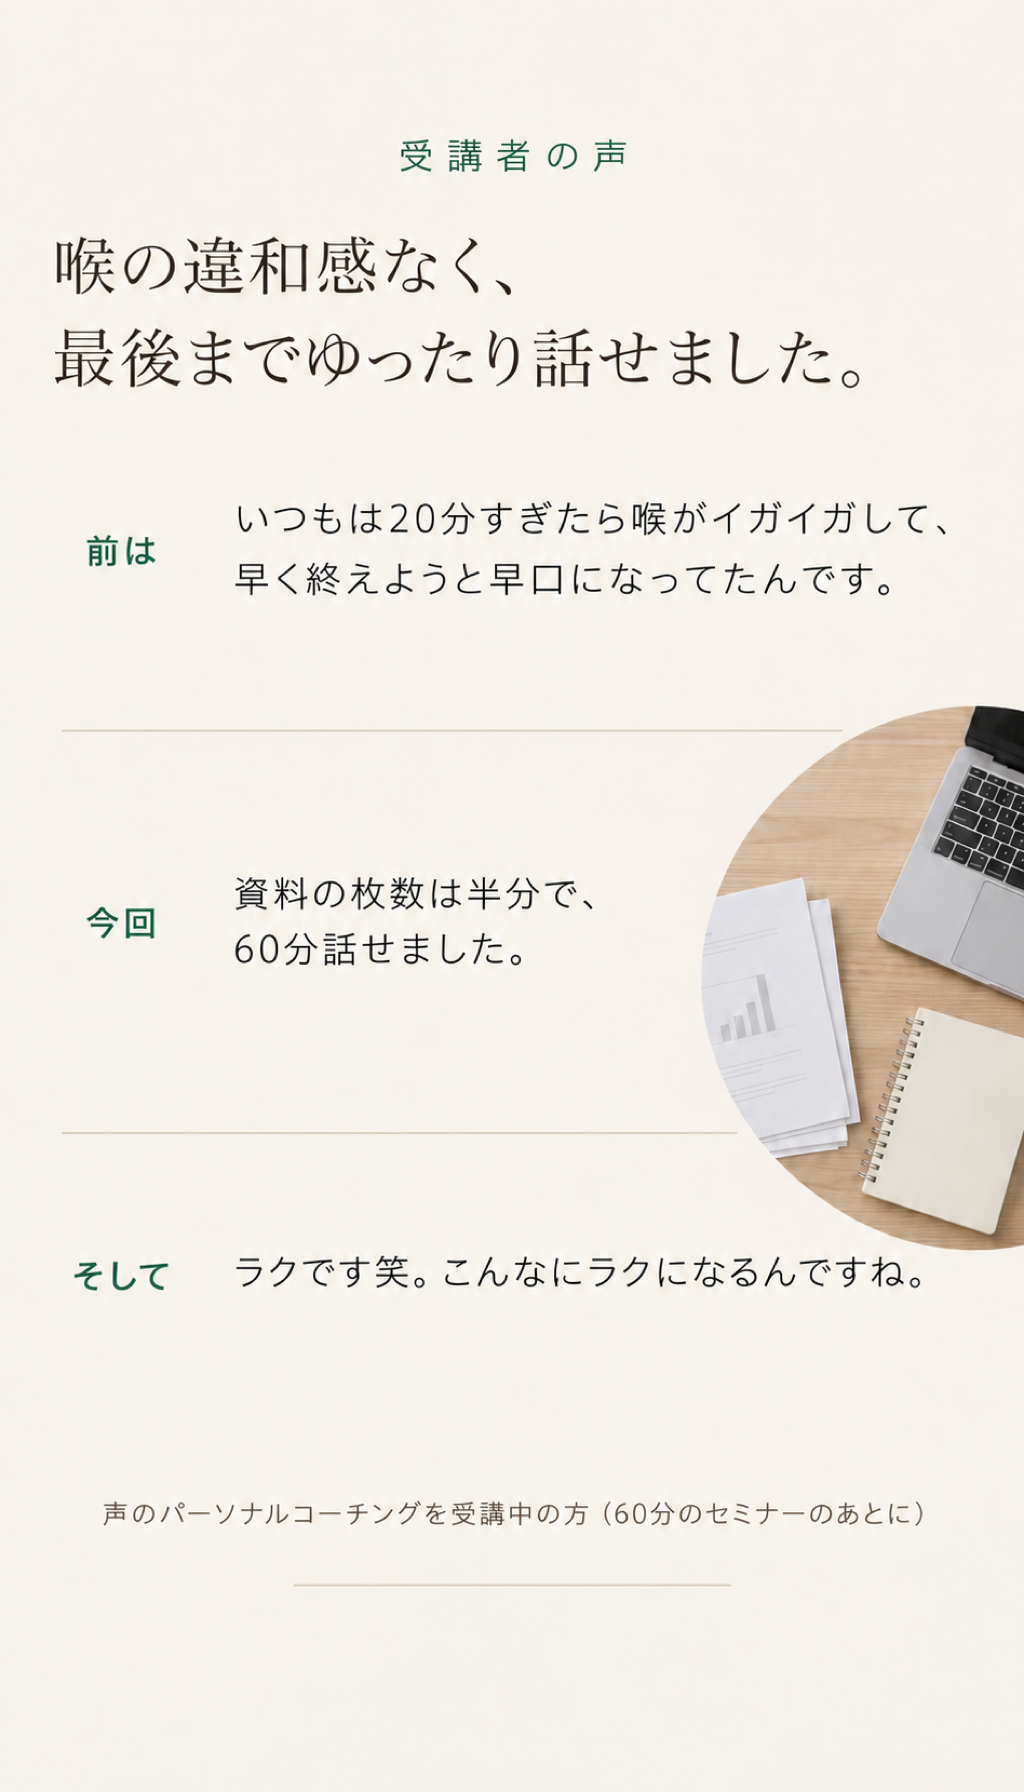 受講者の声
喉の違和感なく、
最後までゆったり話せました。
前は
いつもは20分すぎたら喉がイガイガして、
早く終えようと早口になってたんです。
今回
資料の枚数は半分で、
60分話せました。
そして
ラクです笑。こんなにラクになるんですね。
声のパーソナルコーチングを受講中の方（60分のセミナーのあとに）